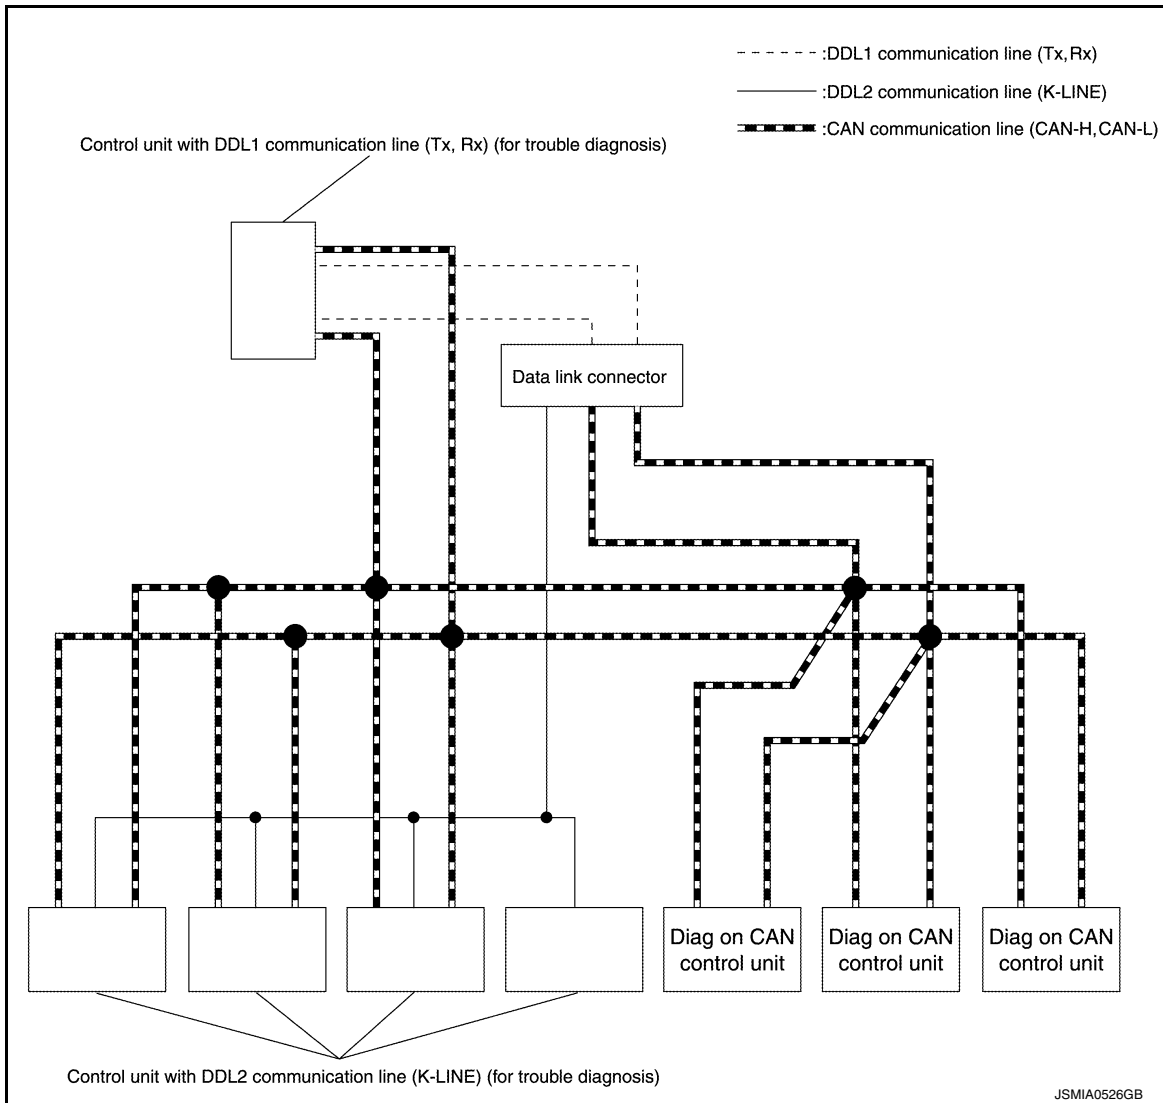 :DDL1 communication line (Tx,Rx)
:DDL2 communication line (K-LINE)
:CAN communication line (CAN-H,CAN-L)
Control unit with DDL1 communication line (Tx, Rx) (for trouble diagnosis)
Data link connector
Diag on CAN
control unit
Diag on CAN
control unit
Diag on CAN
control unit
Control unit with DDL2 communication line (K-LINE) (for trouble diagnosis)
JSMIA0526GB